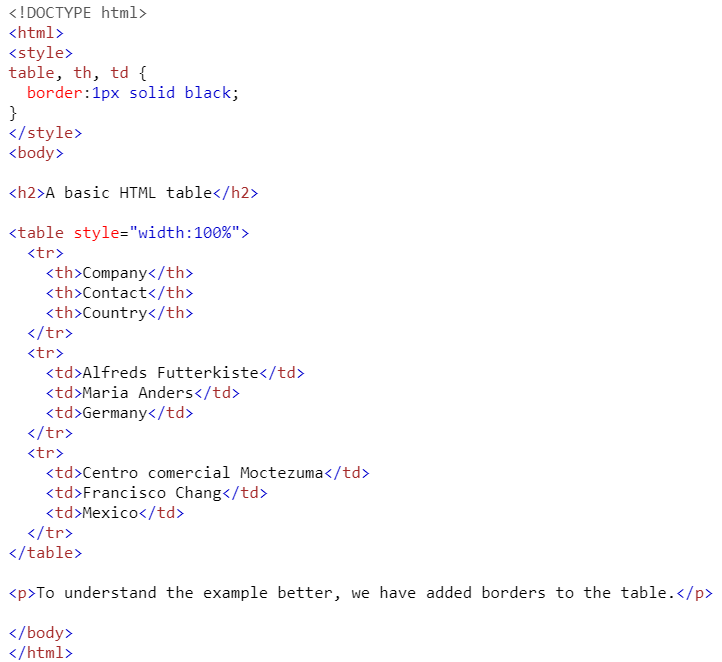 <!DOCTYPE html>
<html>
<style>
table, th, td {
  border:1px solid black;
}
</style>
<body>

<h2>A basic HTML table</h2>

<table style="width:100%">
  <tr>
    <th>Company</th>
    <th>Contact</th>
    <th>Country</th>
  </tr>
  <tr>
    <td>Alfreds Futterkiste</td>
    <td>Maria Anders</td>
    <td>Germany</td>
  </tr>
  <tr>
    <td>Centro comercial Moctezuma</td>
    <td>Francisco Chang</td>
    <td>Mexico</td>
  </tr>
</table>

<p>To understand the example better, we have added borders to the table.</p>

</body>
</html>